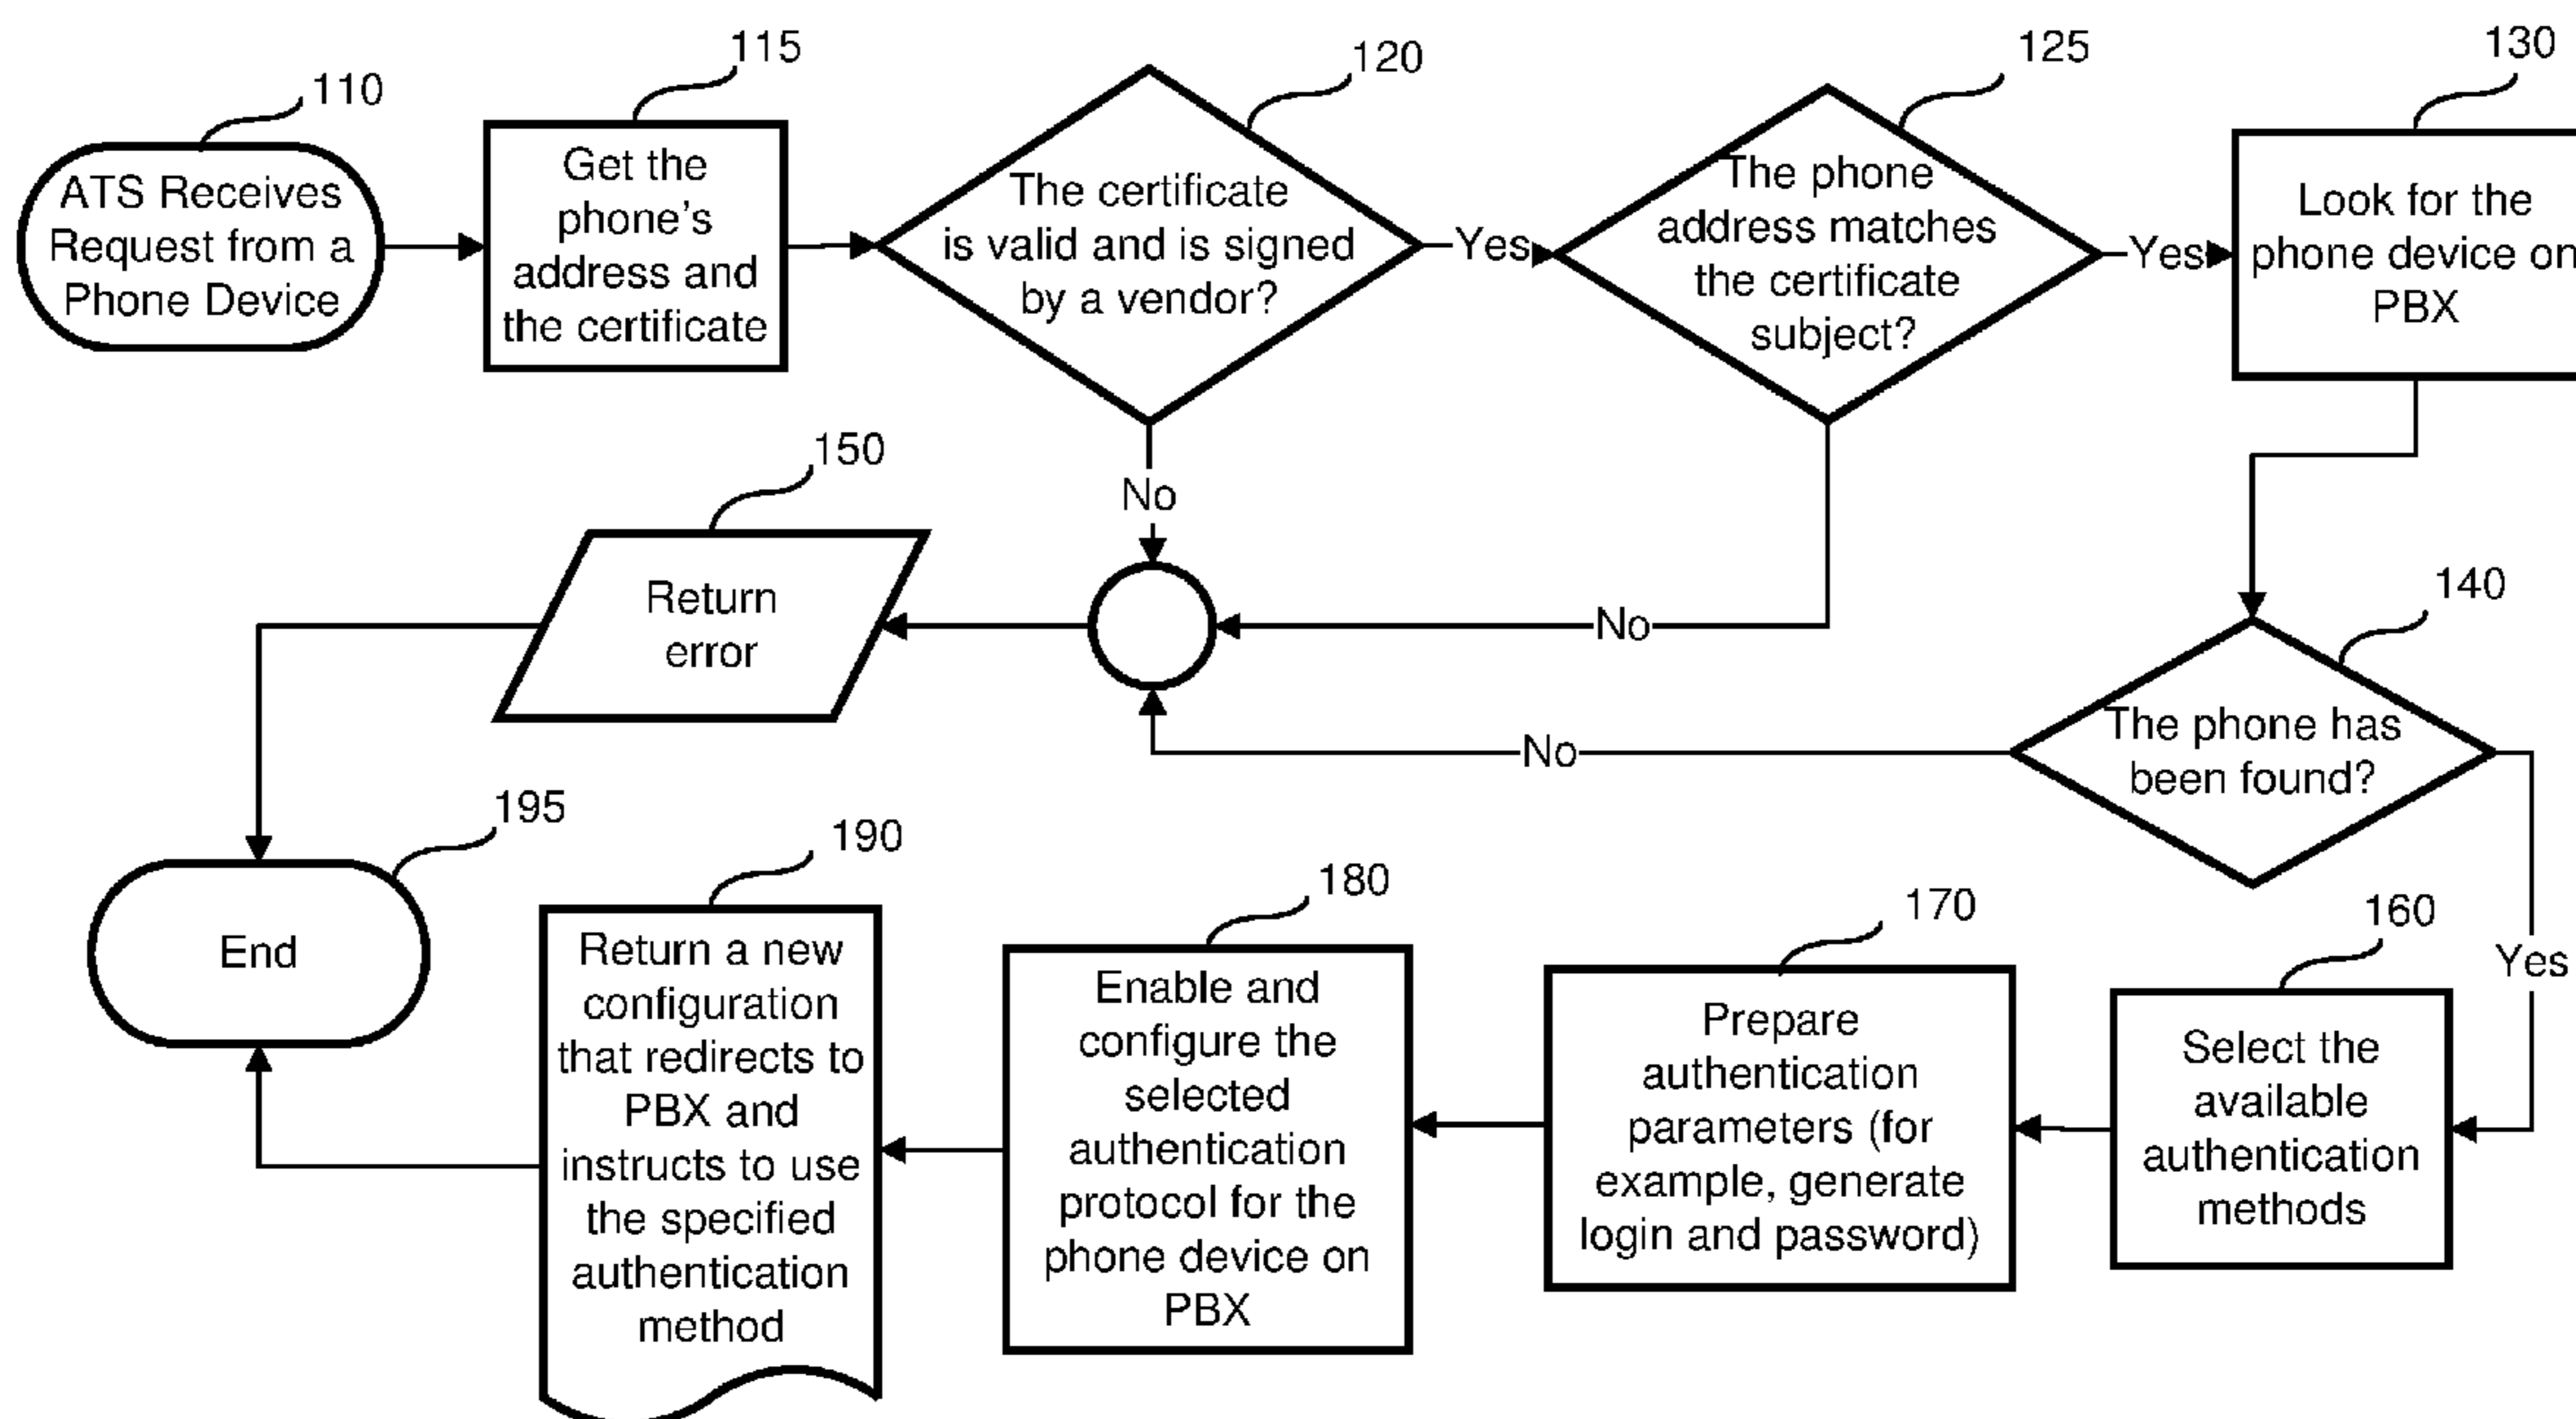 110
ATS Receives
Request from a
Phone Device
115
Get the
phone's
address and
the certificate
120
The certificate
is valid and is signed
by a vendor?
Yes
125
The phone
address matches
the certificate
subject?
Yes
130
Look for the
phone device on
PBX
No
No
150
Return
error
140
The phone has
been found?
No
Yes
160
Select the
available
authentication
methods
170
Prepare
authentication
parameters (for
example, generate
login and password)
180
Enable and
configure the
selected
authentication
protocol for the
phone device on
PBX
190
Return a new
configuration
that redirects to
PBX and
instructs to use
the specified
authentication
method
195
End